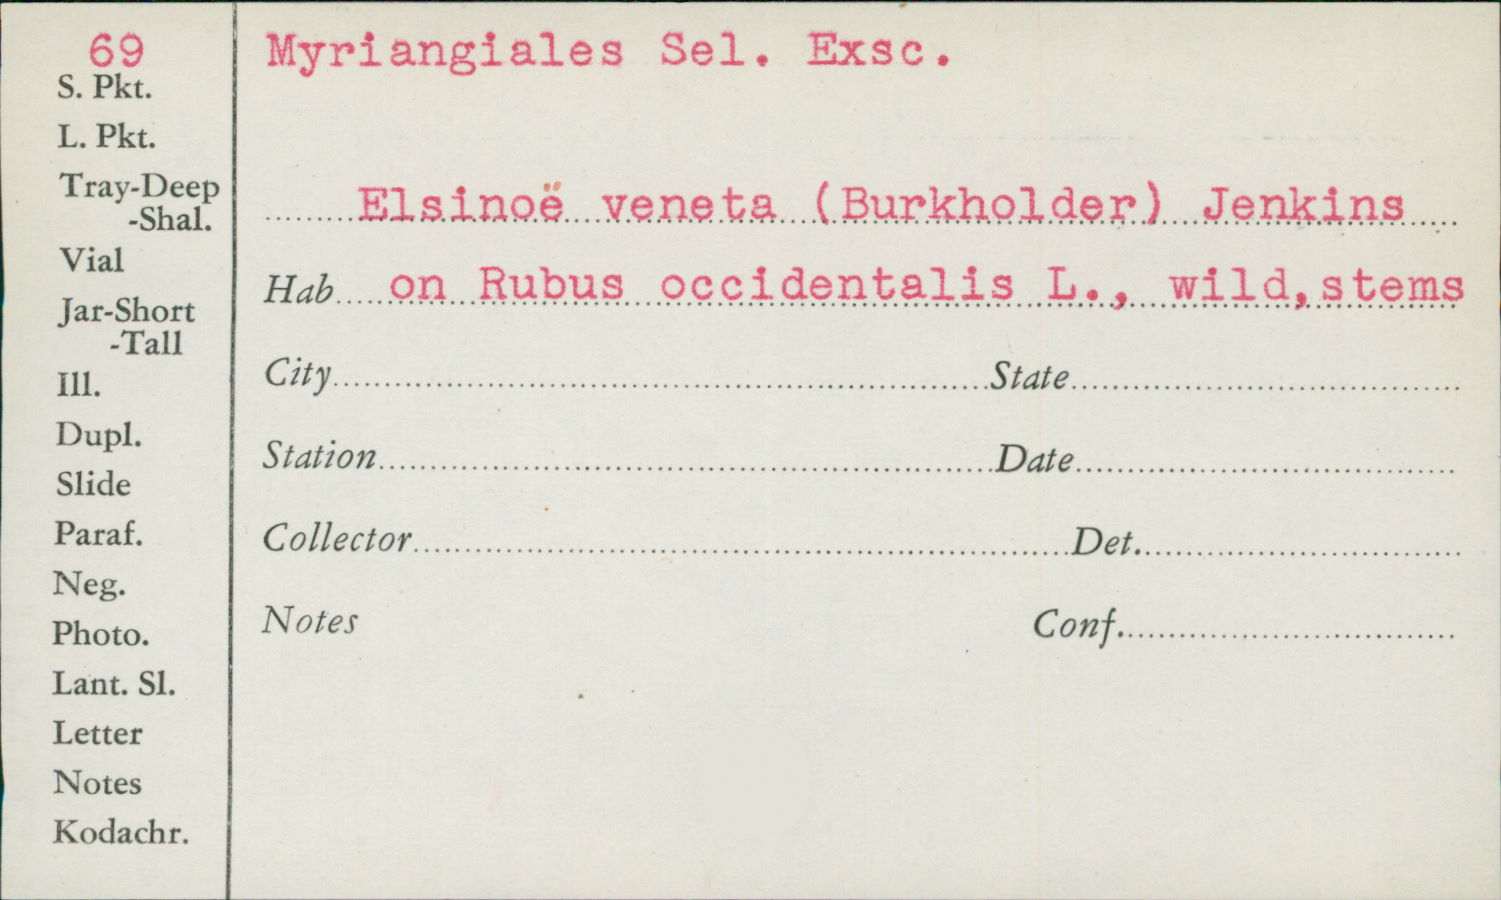 69
S. Pkt.
L. Pkt.
Tray-Deep
-Shal.
Vial
Jar-Short
-Tall
Ill.
Dupl.
Slide
Paraf.
Neg.
Photo.
Lant. Sl.
Letter
Notes
Kodachr.
Myriangiales Sel. Exsc.
Elsinoë veneta (Burkholder) Jenkins
Hab. on Rubus occidentalis L., wild,stems
City State
Station Date
Collector Det.
Notes Conf.